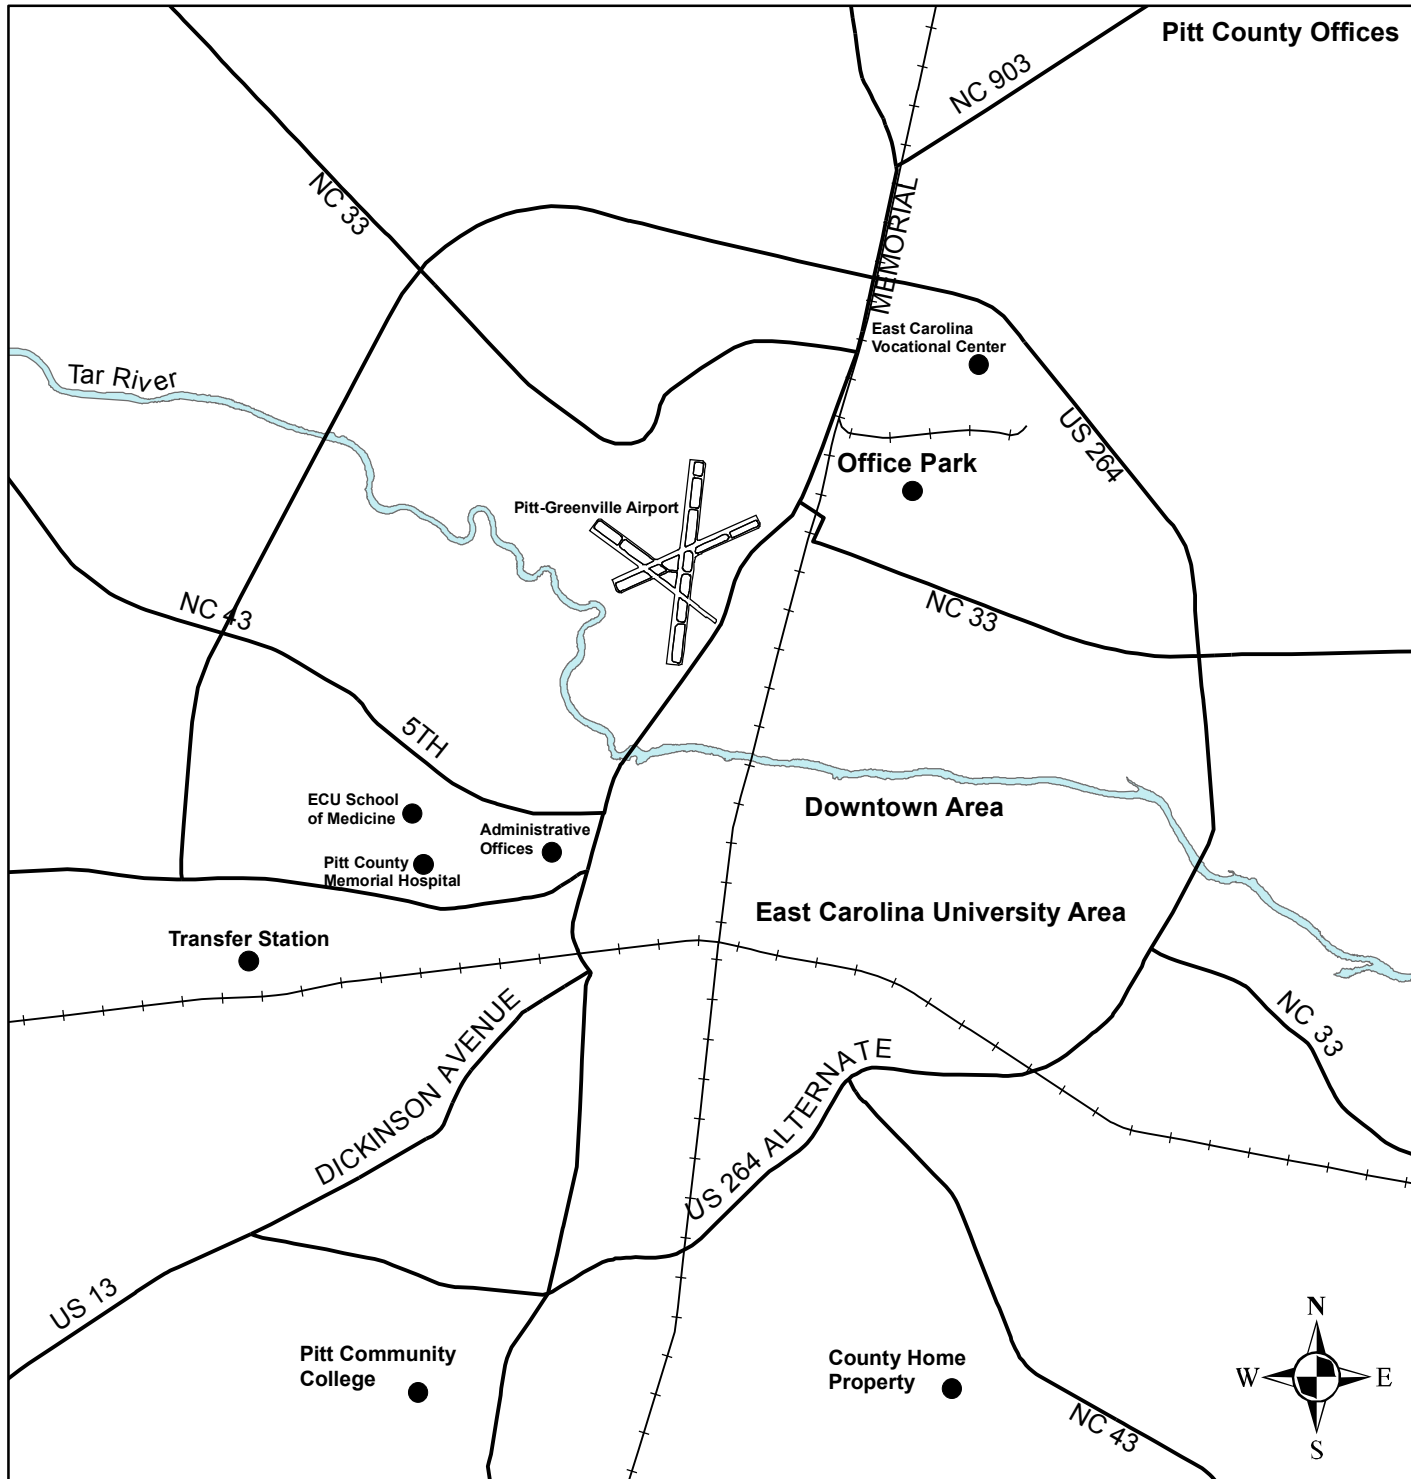 Pitt County Offices
NC 903
NC 33
MEMORIAL
East Carolina
Vocational Center
Tar River
US 264
Office Park
Pitt-Greenville Airport
NC 43
NC 33
5TH
ECU School
of Medicine
Administrative
Offices
Downtown Area
Pitt County
Memorial Hospital
East Carolina University Area
Transfer Station
DICKINSON AVENUE
NC 33
US 264 ALTERNATE
US 13
N
W
E
S
Pitt Community
College
County Home
Property
NC 43